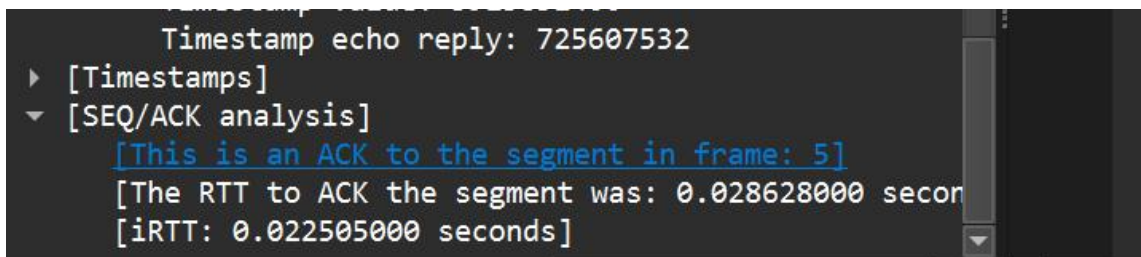 Timestamp echo reply: 725607532
[Timestamps]
[SEQ/ACK analysis]
[This is an ACK to the segment in frame: 5]
[The RTT to ACK the segment was: 0.028628000 secon
[iRTT: 0.022505000 seconds]